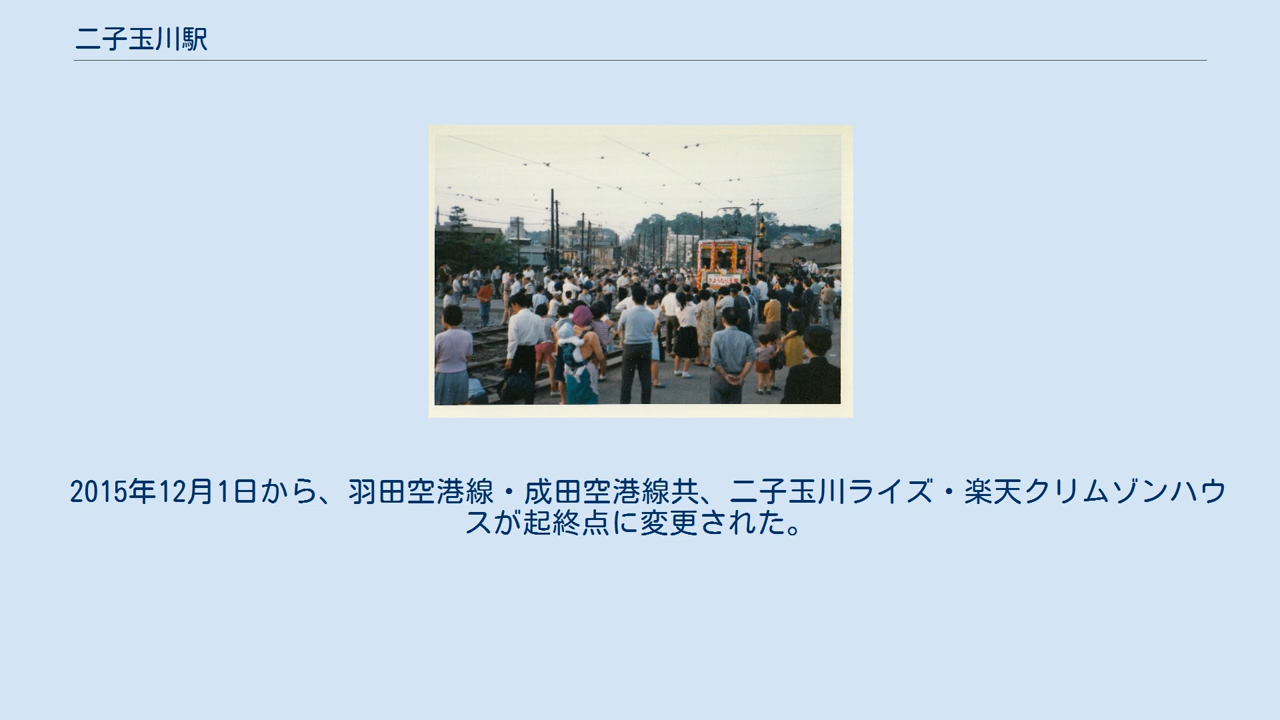 二子玉川駅
2015年12月1日から、羽田空港線・成田空港線共、二子玉川ライズ・楽天クリムゾンハウ
スが起終点に変更された。